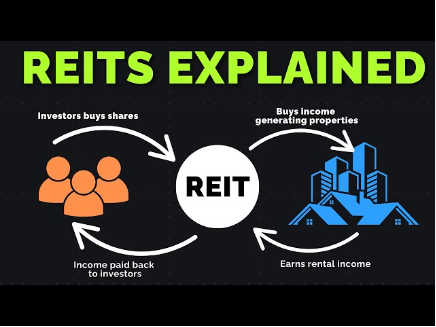 REITS EXPLAINED
Investors buys shares
Buys income
generating properties
REIT
Income paid back
to investors
Earns rental income